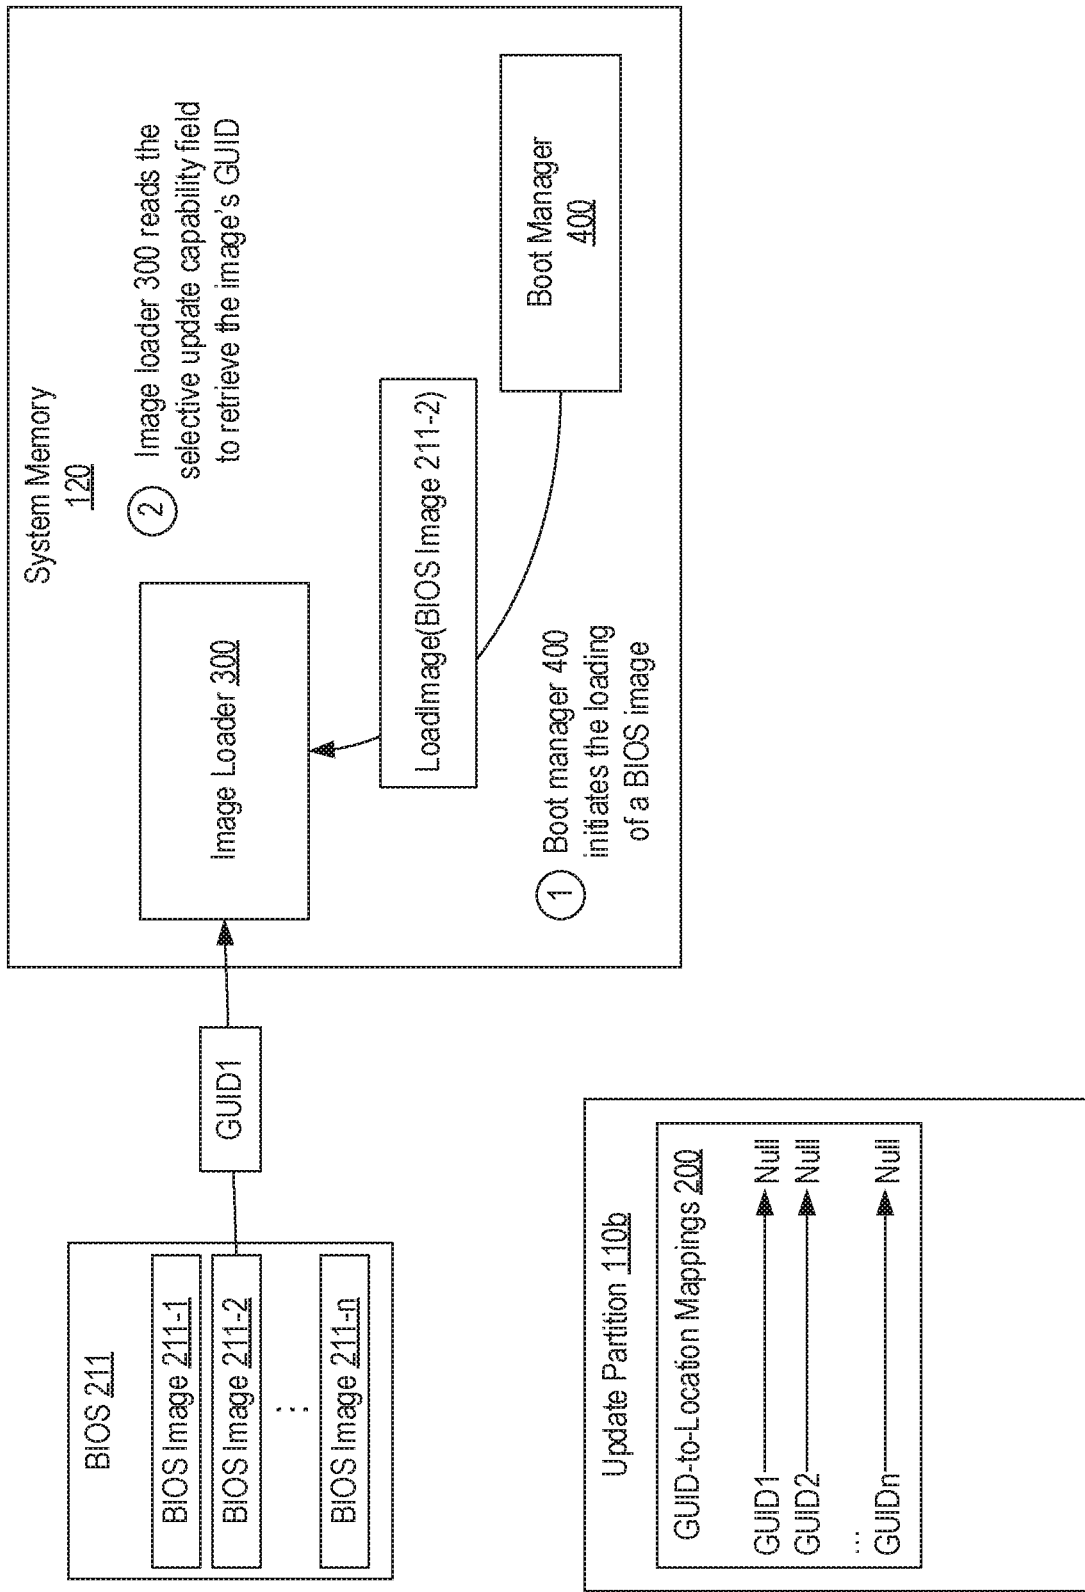 BIOS 211
BIOS Image 211-1
BIOS Image 211-2
...
BIOS Image 211-n
GUID1
System Memory
120
Image Loader 300
2
Image loader 300 reads the
selective update capability field
to retrieve the image's GUID
LoadImage(BIOS Image 211-2)
1
Boot manager 400
initiates the loading
of a BIOS image
Boot Manager
400
Update Partition 110b
GUID-to-Location Mappings 200
GUID1 Null
GUID2 Null
...
GUIDn Null